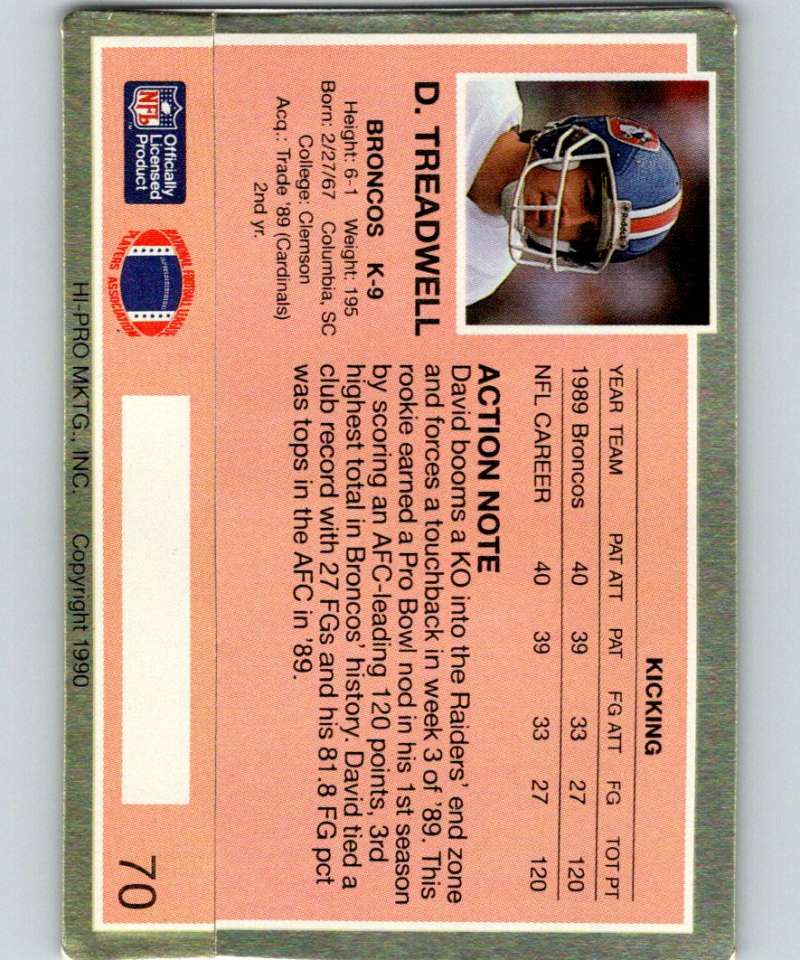 D. TREADWELL
BRONCOS K-9
Height: 6-1 Weight: 195
Born: 2/27/67 Columbia, SC
College: Clemson
Acq.: Trade '89 (Cardinals)
2nd yr.
KICKING
YEAR TEAM PAT ATT PAT FG ATT FG TOT PT
1989 Broncos 40 39 33 27 120
NFL CAREER 40 39 33 27 120
ACTION NOTE
David booms a KO into the Raiders' end zone
and forces a touchback in week 3 of '89. This
rookie earned a Pro Bowl nod in his 1st season
by scoring an AFC-leading 120 points, 3rd
highest total in Broncos' history. David tied a
club record with 27 FGs and his 81.8 FG pct
was tops in the AFC in '89.
Riddell
NFL
Officially
Licensed
Product
NATIONAL FOOTBALL LEAGUE
PLAYERS ASSOCIATION
70
HI-PRO MKTG., INC. Copyright 1990